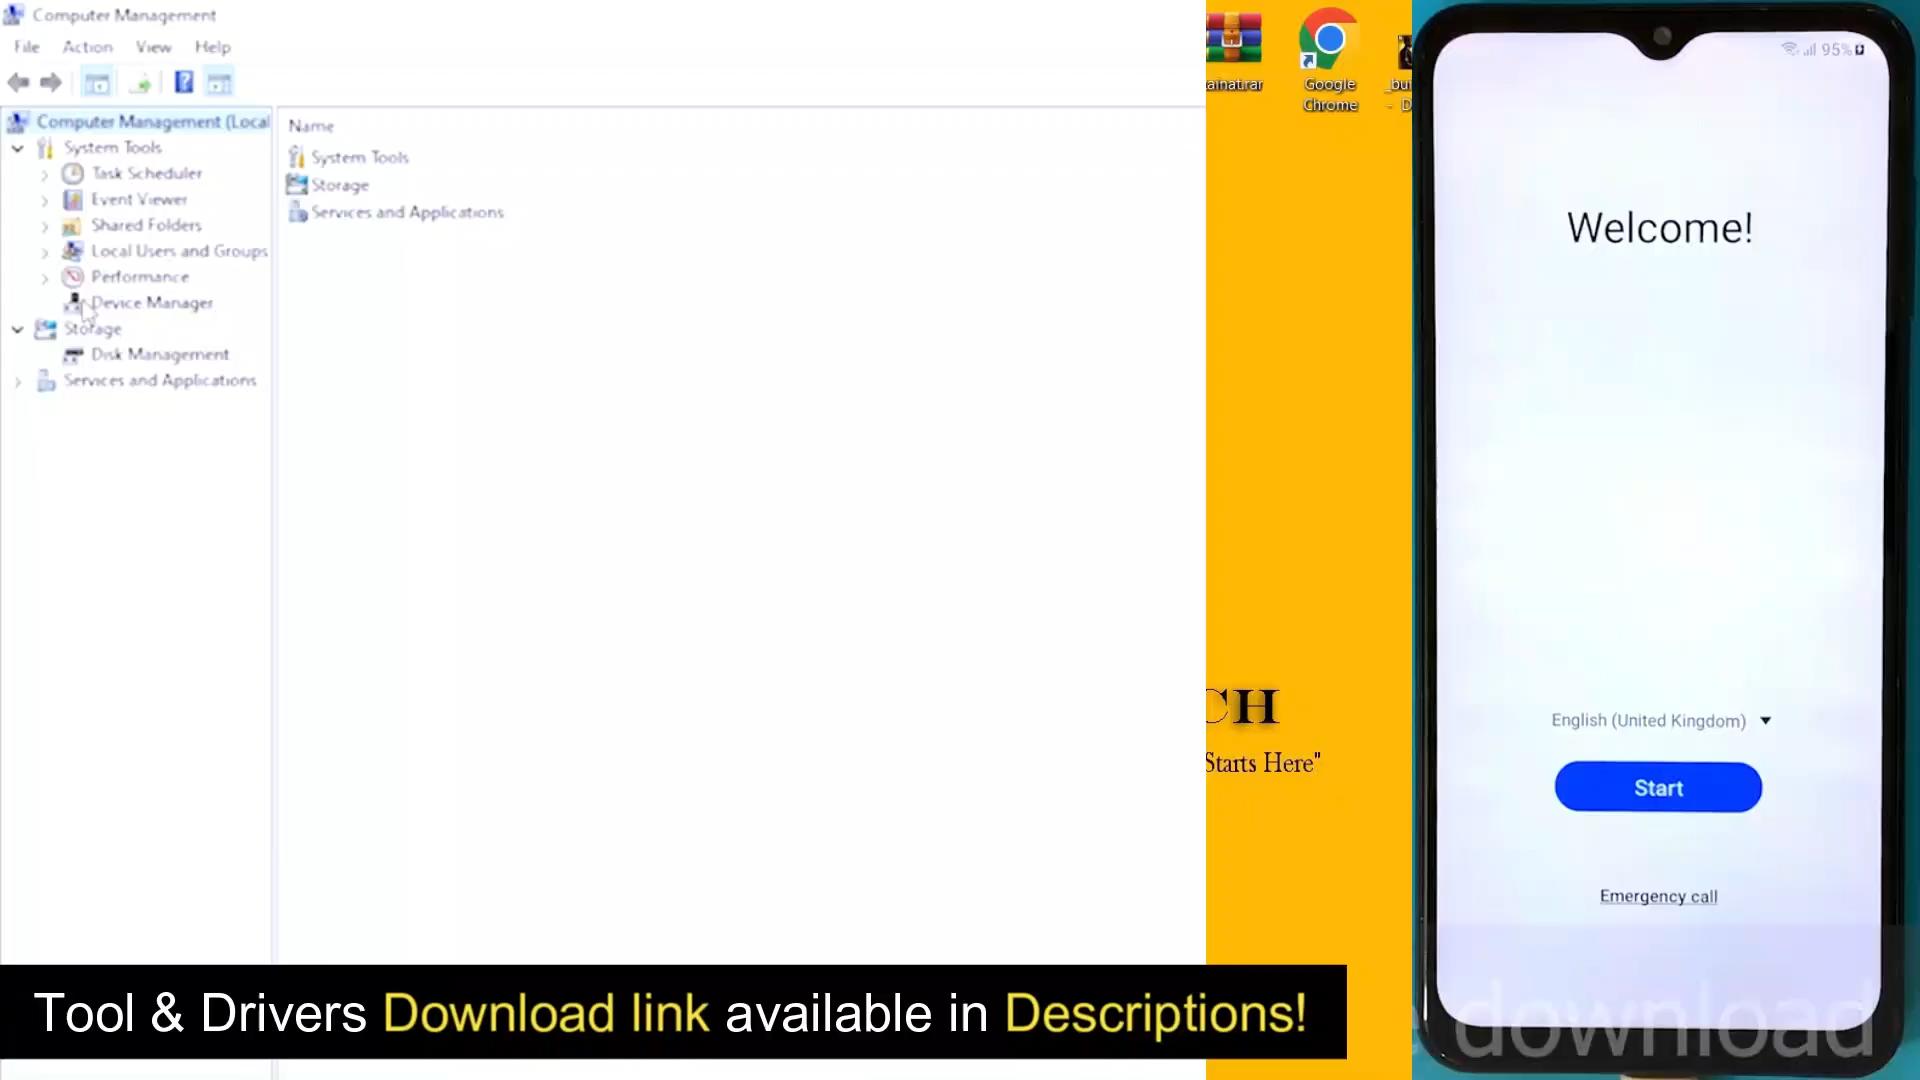 Computer Management
File Action View Help
Computer Management (Local
System Tools
Task Scheduler
Event Viewer
Shared Folders
Local Users and Groups
Performance
Device Manager
Storage
Disk Management
Services and Applications
Name
System Tools
Storage
Services and Applications
ainat.rar
Google
Chrome
_bu
- D
CH
Starts Here"
95%
Welcome!
English (United Kingdom)
Start
Emergency call
Tool & Drivers Download link available in Descriptions!
download